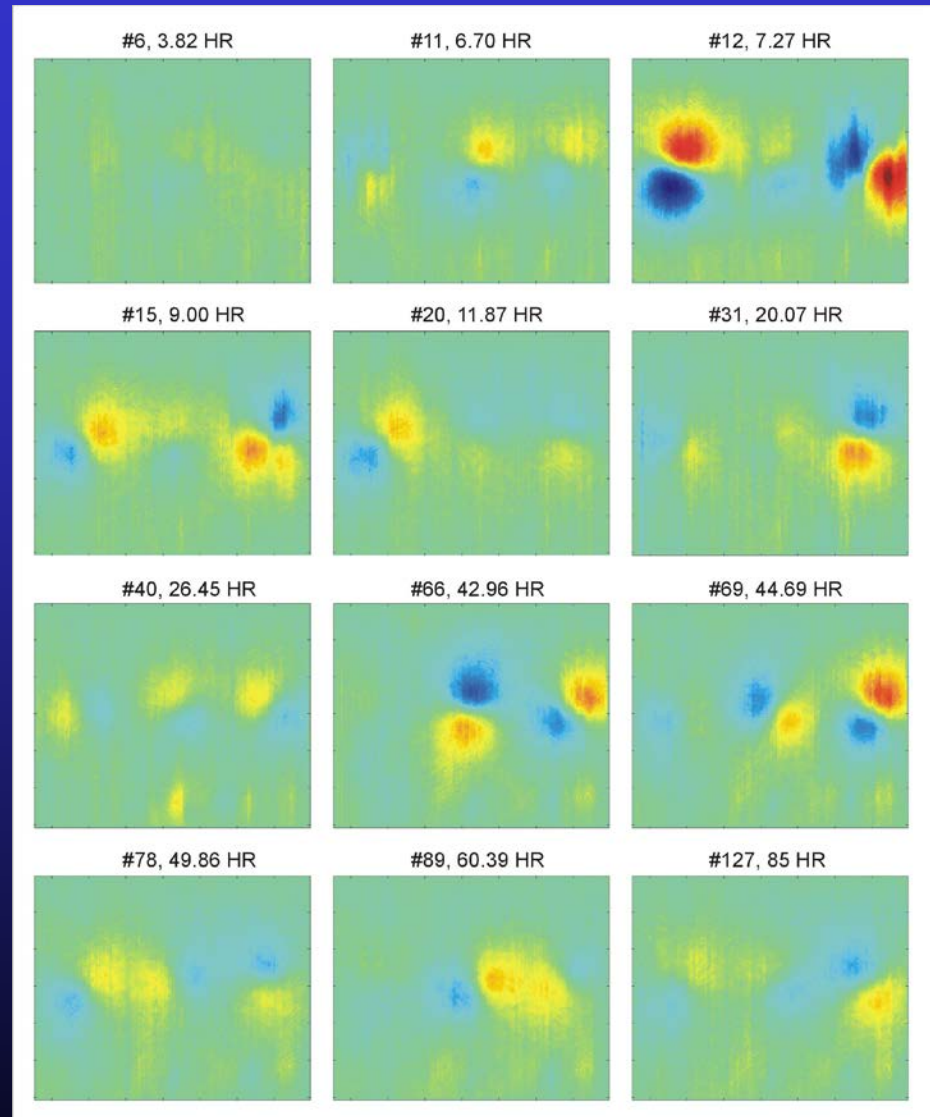 #6, 3.82 HR
#11, 6.70 HR
#12, 7.27 HR
#15, 9.00 HR
#20, 11.87 HR
#31, 20.07 HR
#40, 26.45 HR
#66, 42.96 HR
#69, 44.69 HR
#78, 49.86 HR
#89, 60.39 HR
#127, 85 HR